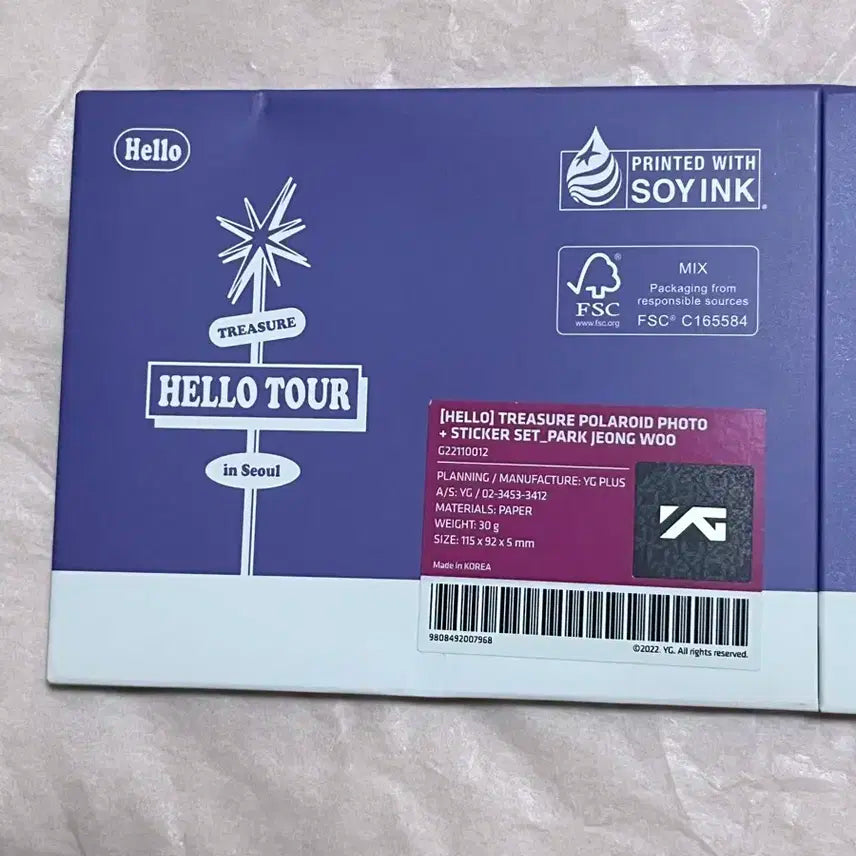 Hello
TREASURE
HELLO TOUR
in Seoul
PRINTED WITH
SOY INK
®
FSC
www.fsc.org
MIX
Packaging from
responsible sources
FSC® C165584
[HELLO] TREASURE POLAROID PHOTO
+ STICKER SET_PARK JEONG WOO
G22110012
PLANNING / MANUFACTURE: YG PLUS
A/S: YG / 02-3453-3412
MATERIALS: PAPER
WEIGHT: 30 g
SIZE: 115 x 92 x 5 mm
Made in KOREA
YG
9808492007968
©2022. YG. All rights reserved.